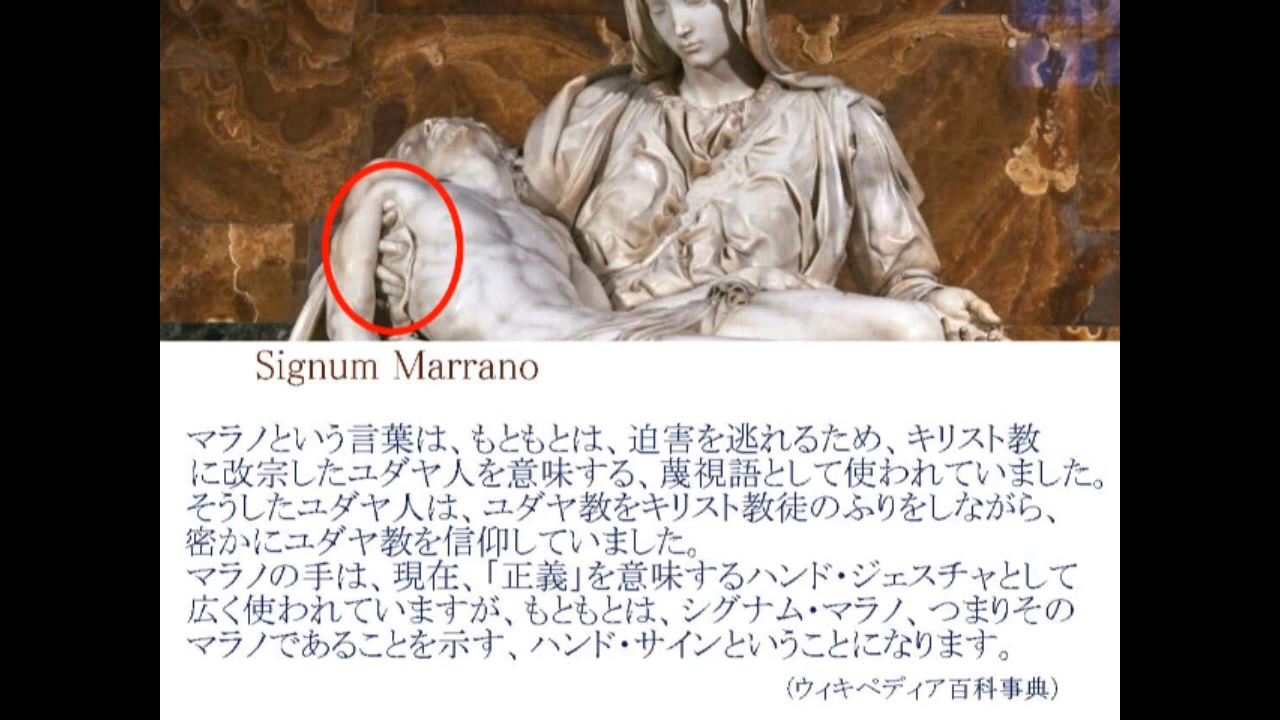 Signum Marrano
マラノという言葉は、もともとは、迫害を逃れるため、キリスト教
に改宗したユダヤ人を意味する、蔑視語として使われていました。
そうしたユダヤ人は、ユダヤ教をキリスト教徒のふりをしながら、
密かにユダヤ教を信仰していました。
マラノの手は、現在、「正義」を意味するハンド・ジェスチャとして
広く使われていますが、もともとは、シグナム・マラノ、つまりその
マラノであることを示す、ハンド・サインということになります。
(ウィキペディア百科事典)